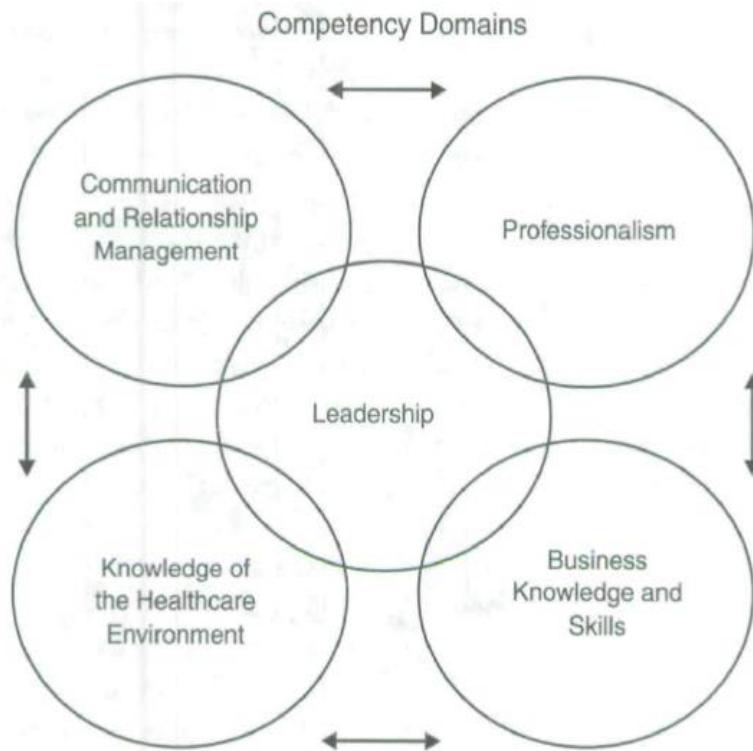 Competency Domains
Communication
and Relationship
Management
Professionalism
Leadership
Knowledge of
the Healthcare
Environment
Business
Knowledge and
Skills